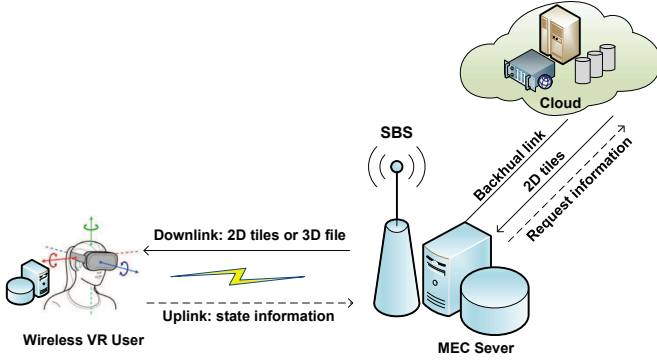 Cloud
SBS
Backhual link
2D tiles
Request information
Downlink: 2D tiles or 3D file
Uplink: state information
Wireless VR User
MEC Sever